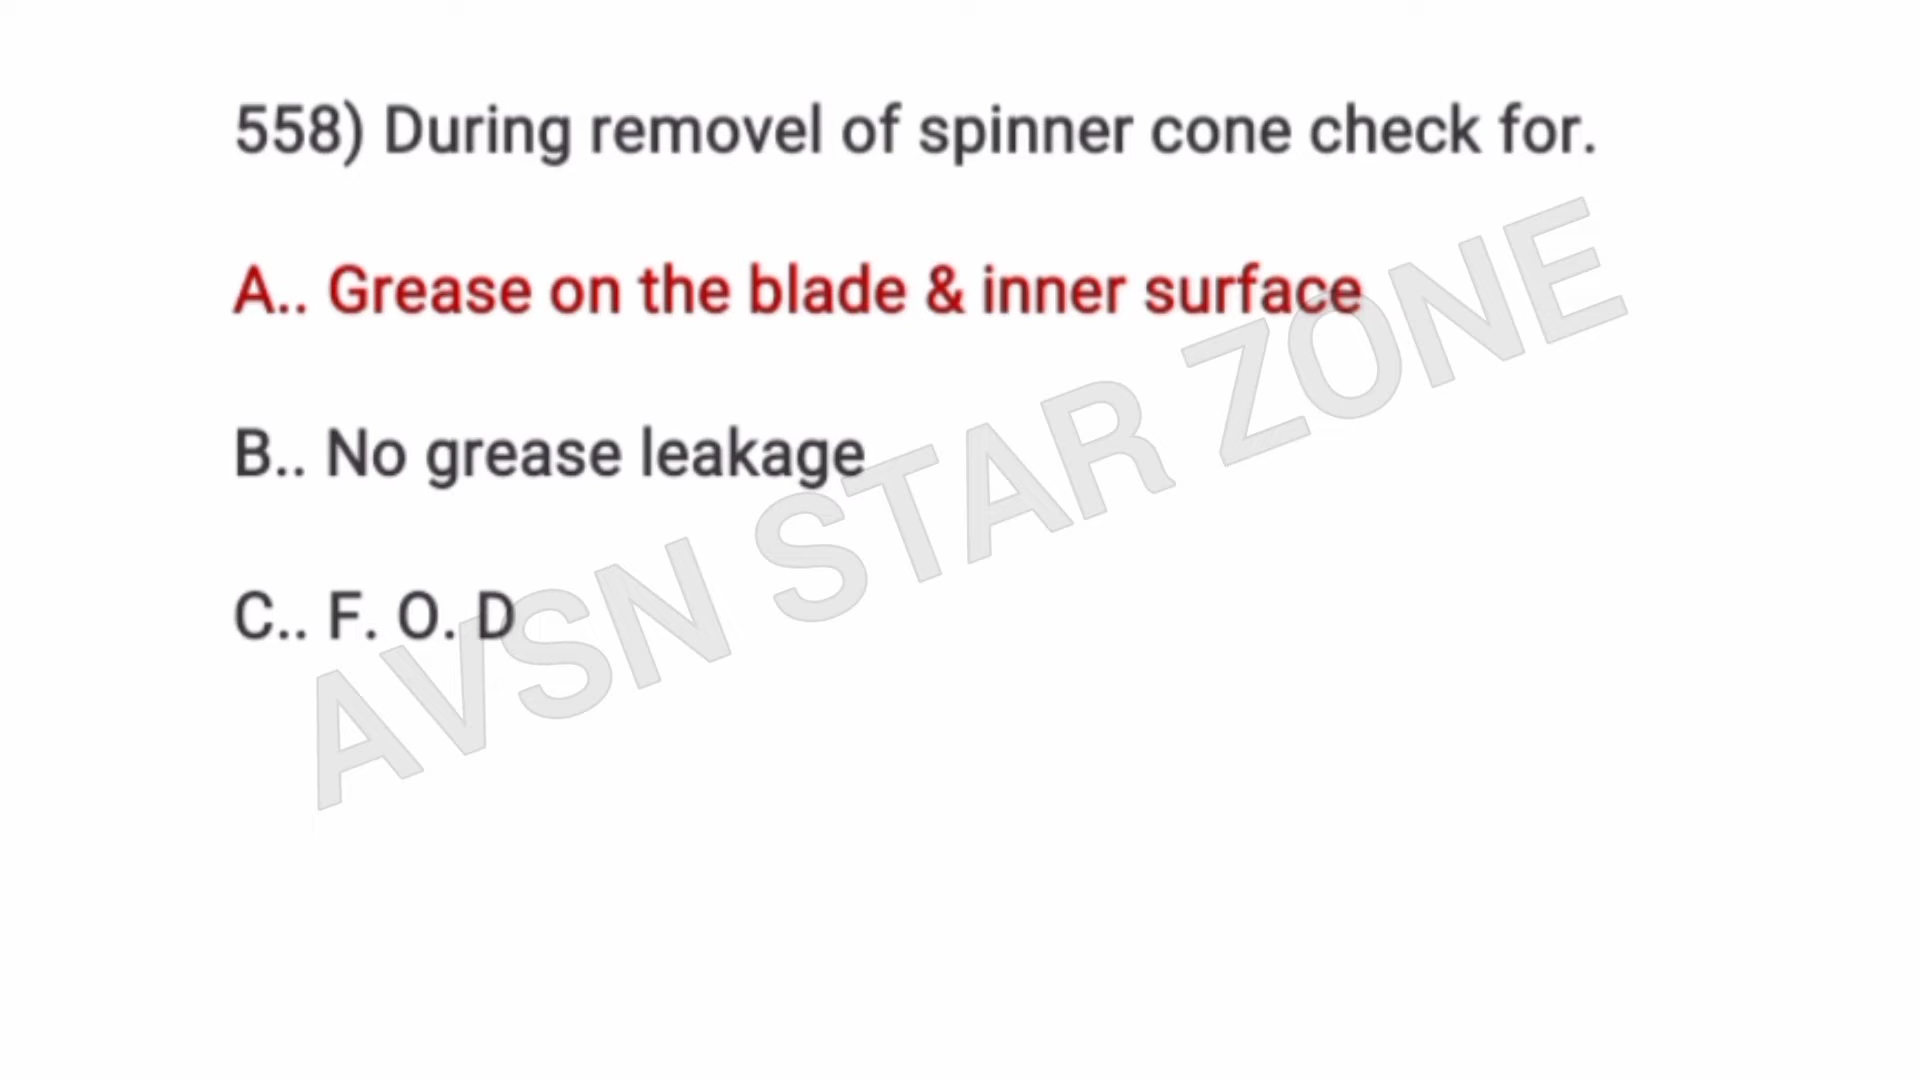 558) During removel of spinner cone check for.
A.. Grease on the blade & inner surface
B.. No grease leakage
C.. F. O. D
AVSN STAR ZONE